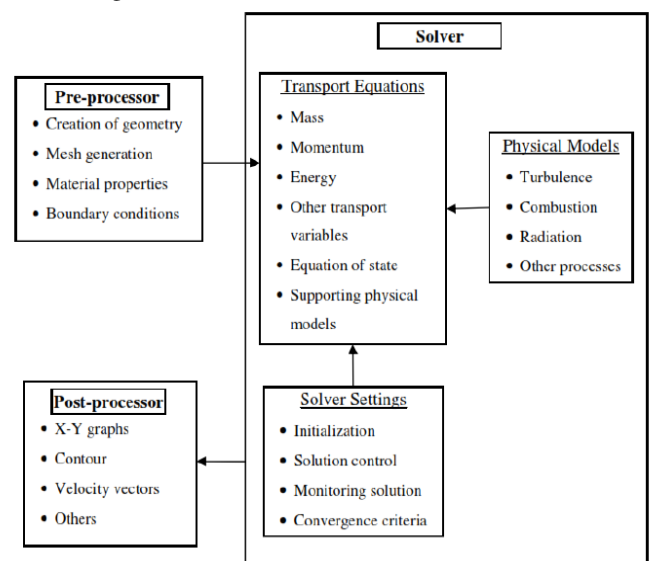 Solver
Pre-processor
• Creation of geometry
• Mesh generation
• Material properties
• Boundary conditions
Transport Equations
• Mass
• Momentum
• Energy
• Other transport
variables
• Equation of state
• Supporting physical
models
Physical Models
• Turbulence
• Combustion
• Radiation
• Other processes
Solver Settings
• Initialization
• Solution control
• Monitoring solution
• Convergence criteria
Post-processor
• X-Y graphs
• Contour
• Velocity vectors
• Others